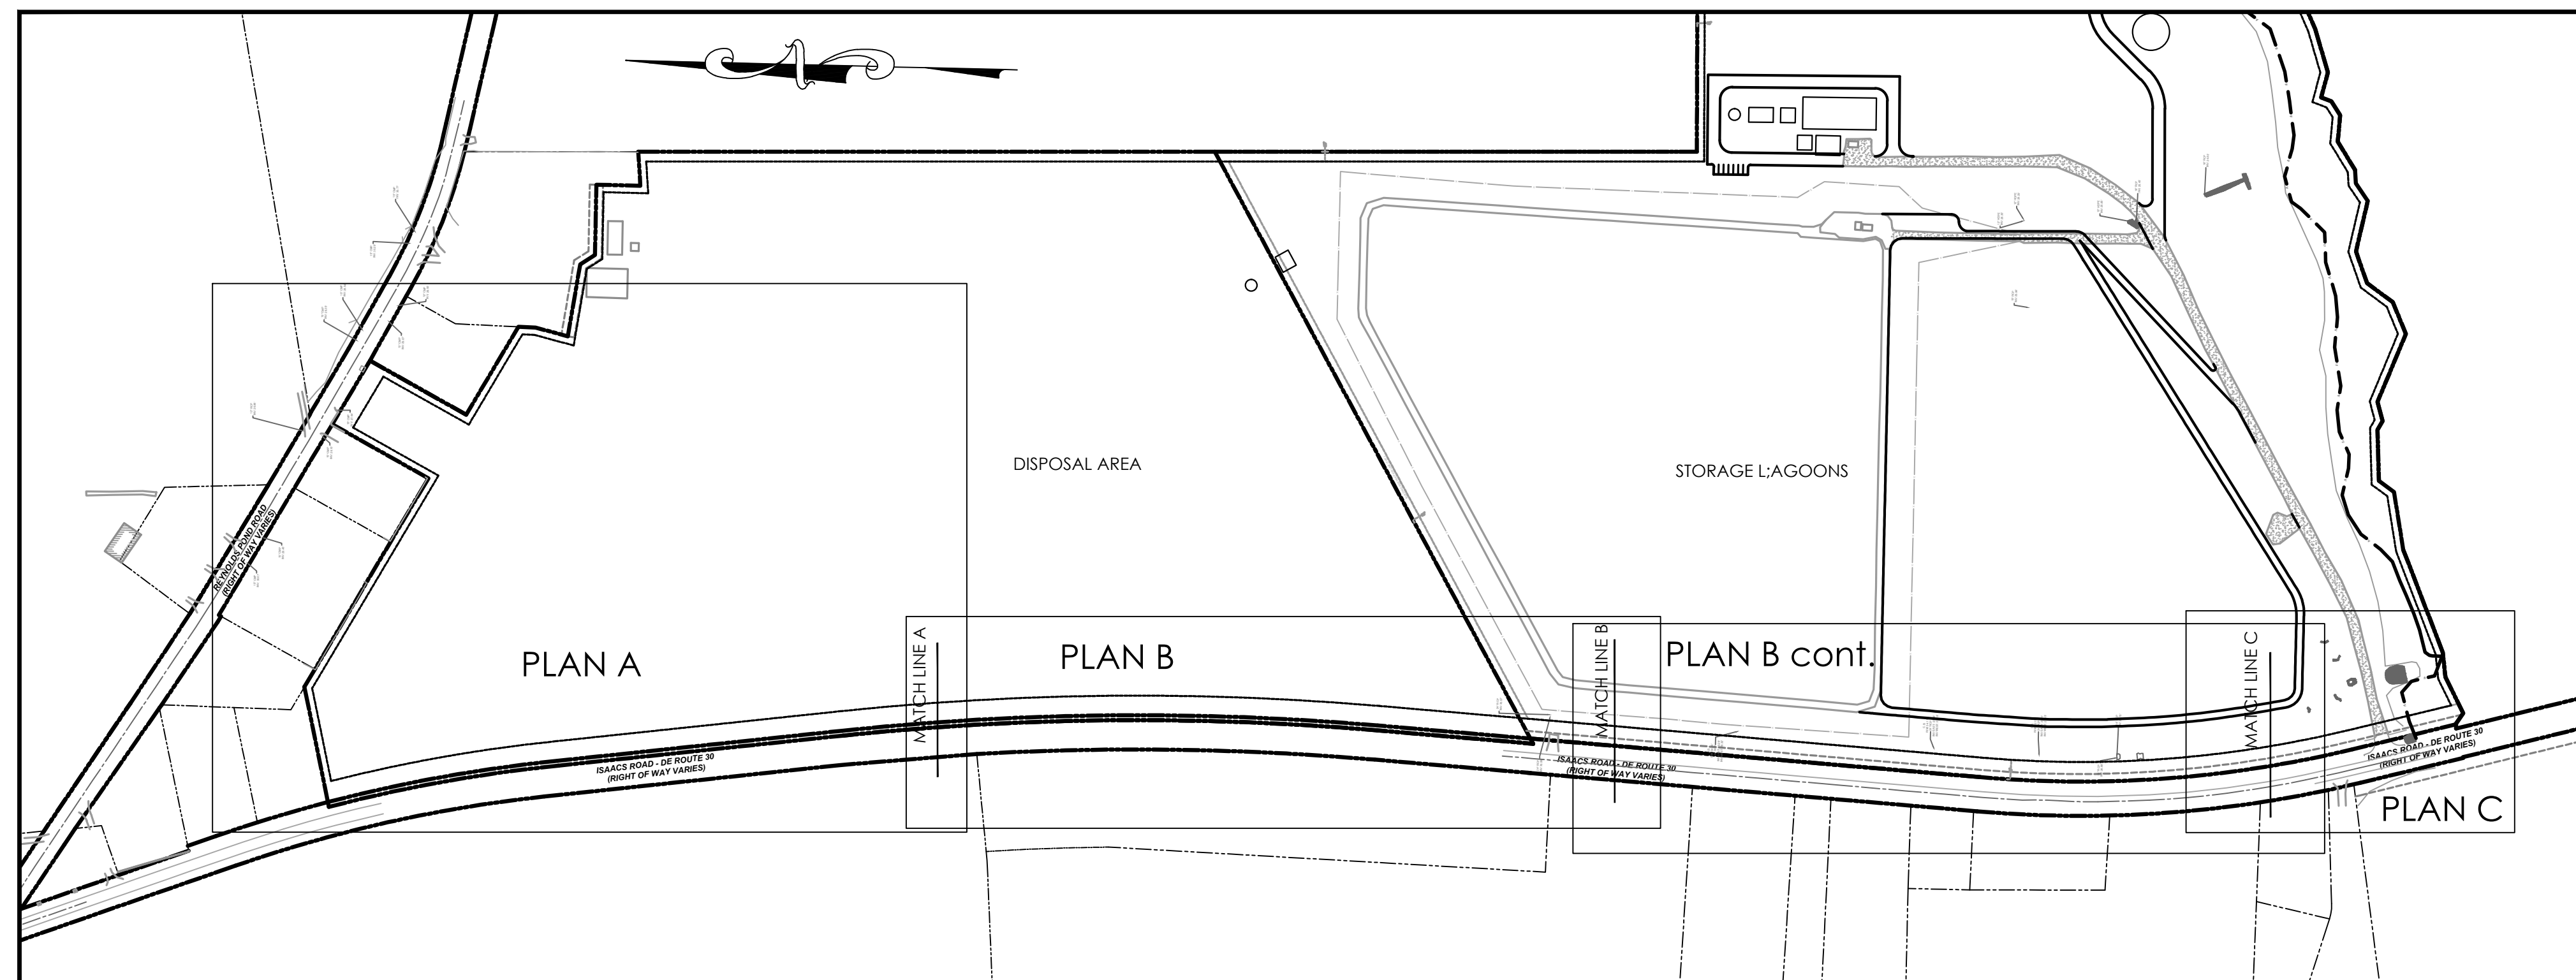 DISPOSAL AREA
STORAGE L;AGOONS
REYNOLDS POND ROAD
(RIGHT OF WAY VARIES)
PLAN A
MATCH LINE A
PLAN B
MATCH LINE B
PLAN B cont.
MATCH LINE C
PLAN C
ISAACS ROAD - DE ROUTE 30
(RIGHT OF WAY VARIES)
ISAACS ROAD - DE ROUTE 30
(RIGHT OF WAY VARIES)
ISAACS ROAD - DE ROUTE 30
(RIGHT OF WAY VARIES)